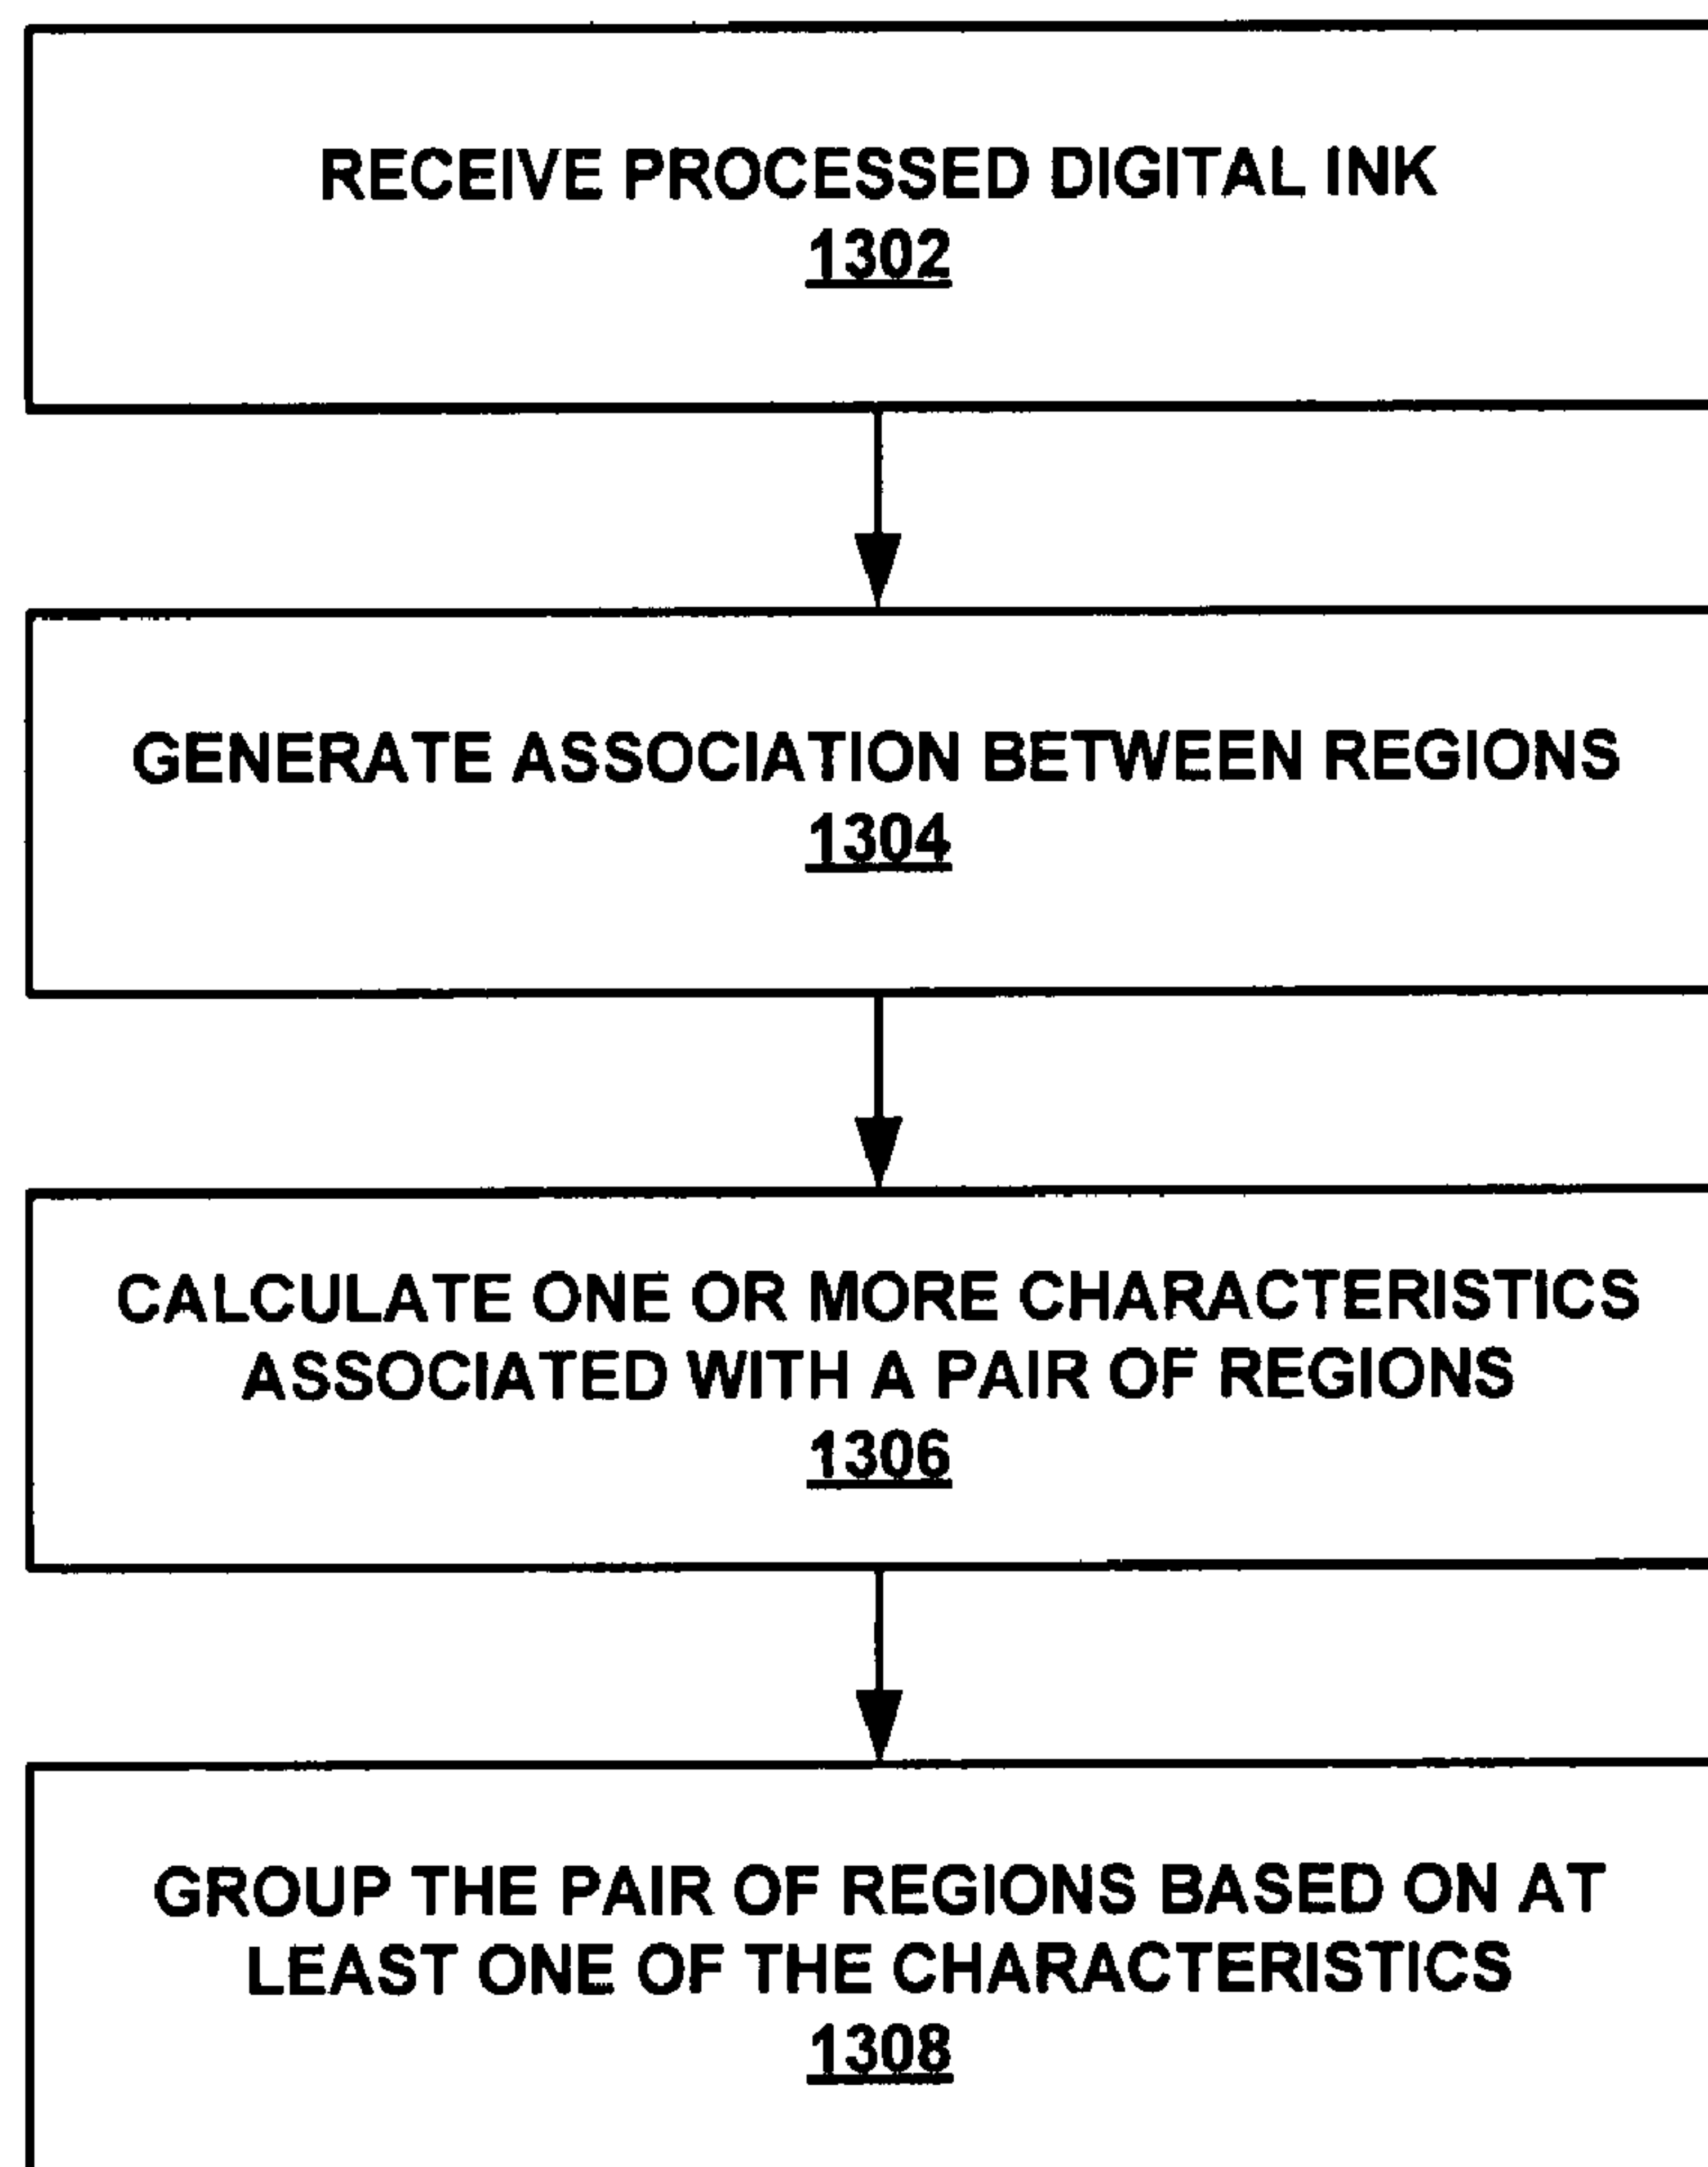 RECEIVE PROCESSED DIGITAL INK
1302
GENERATE ASSOCIATION BETWEEN REGIONS
1304
CALCULATE ONE OR MORE CHARACTERISTICS
ASSOCIATED WITH A PAIR OF REGIONS
1306
GROUP THE PAIR OF REGIONS BASED ON AT
LEAST ONE OF THE CHARACTERISTICS
1308